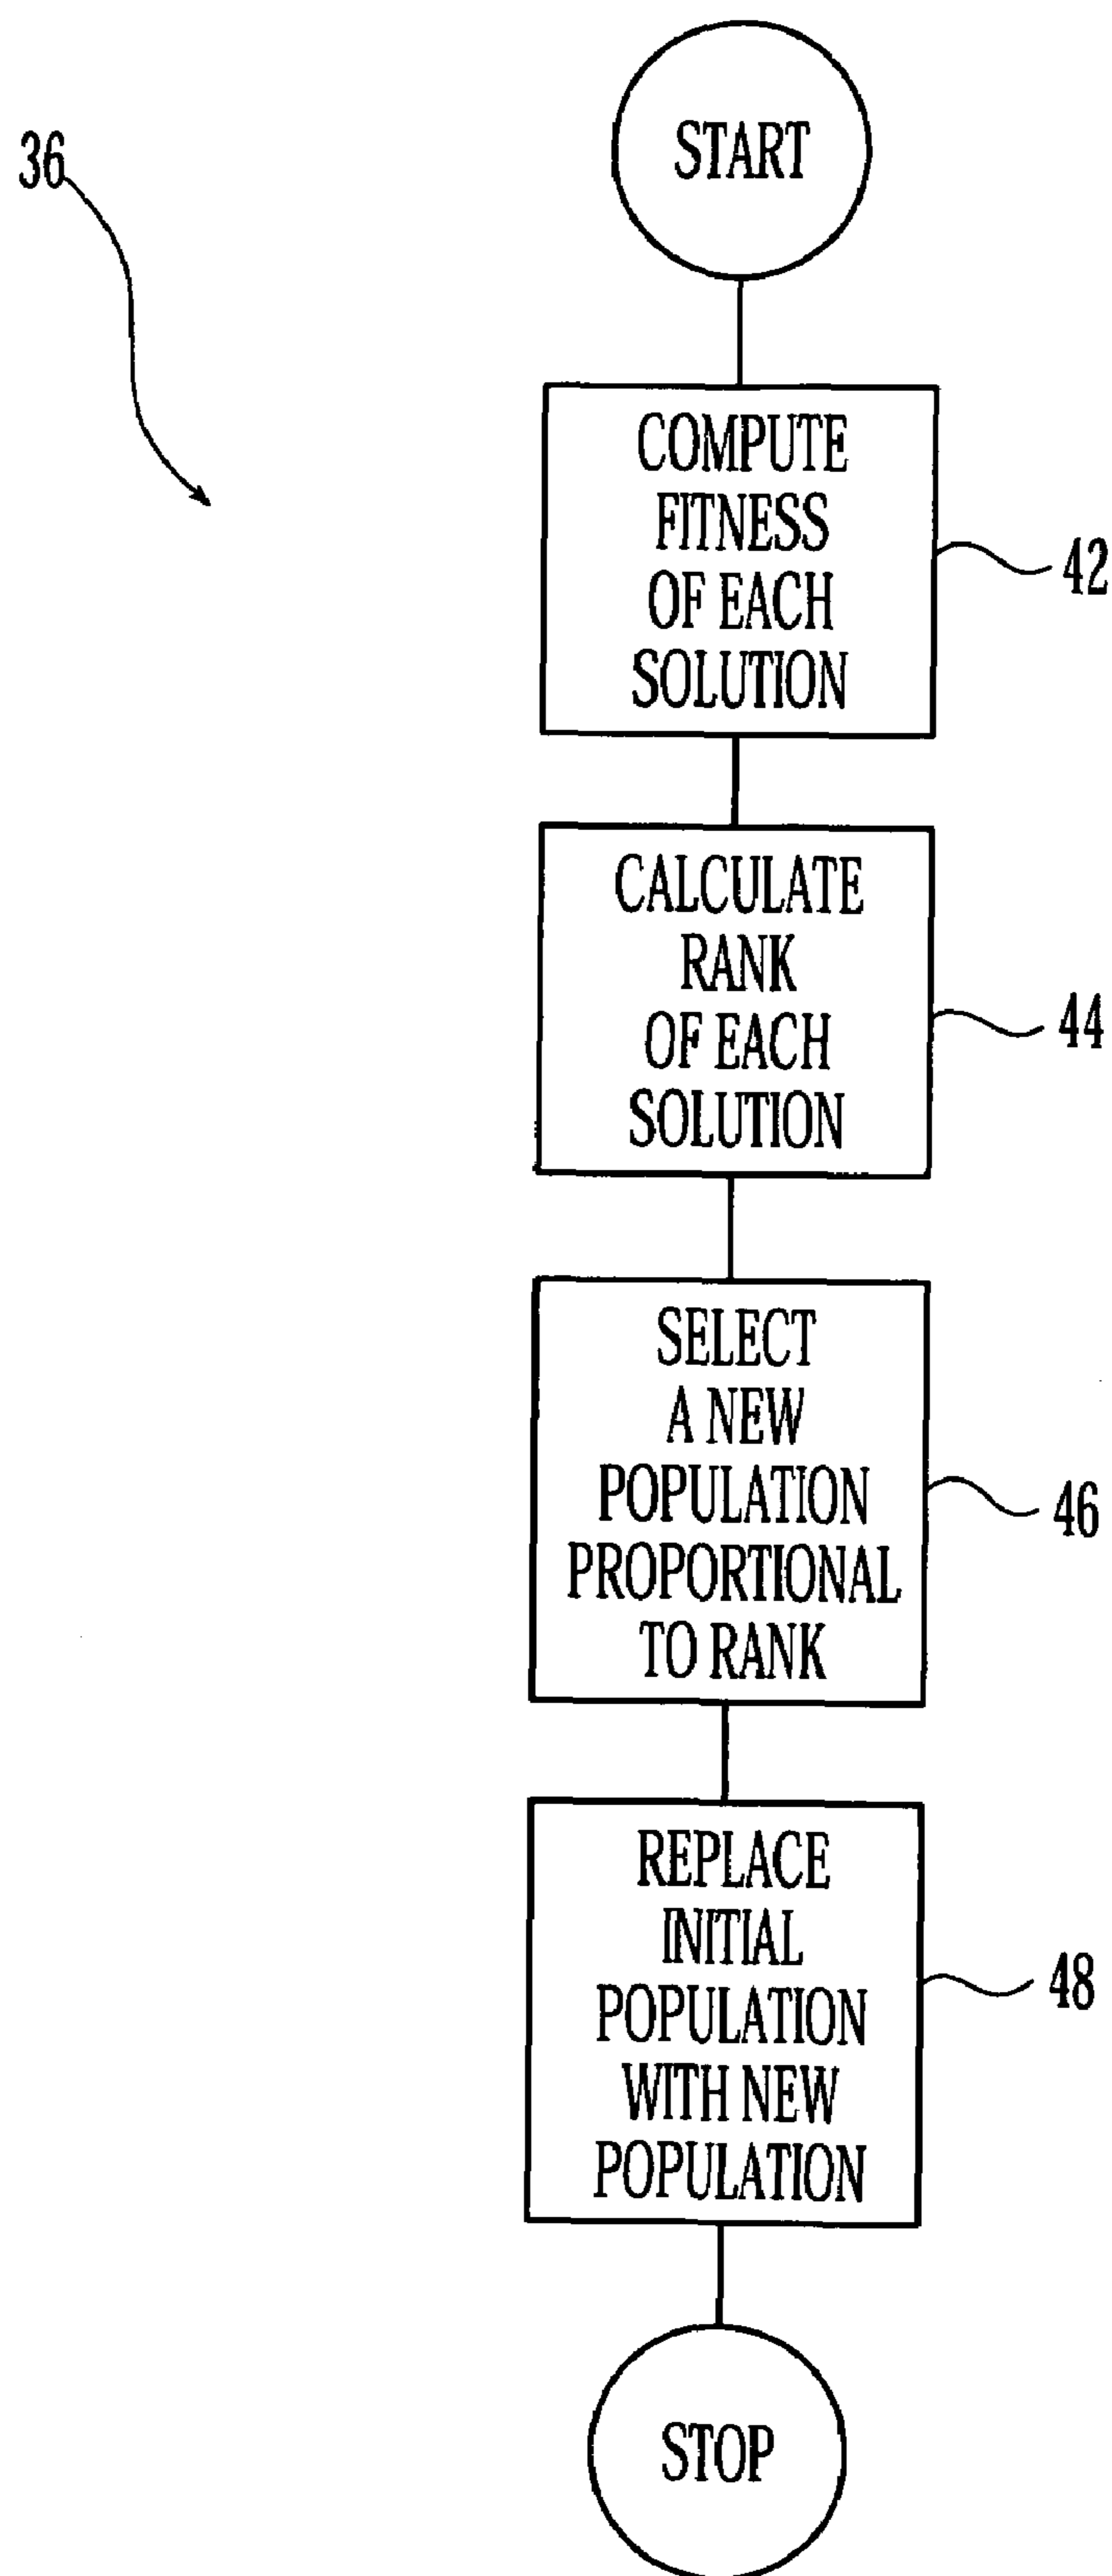 36
START
COMPUTE
FITNESS
OF EACH
SOLUTION
42
CALCULATE
RANK
OF EACH
SOLUTION
44
SELECT
A NEW
POPULATION
PROPORTIONAL
TO RANK
46
REPLACE
INITIAL
POPULATION
WITH NEW
POPULATION
48
STOP